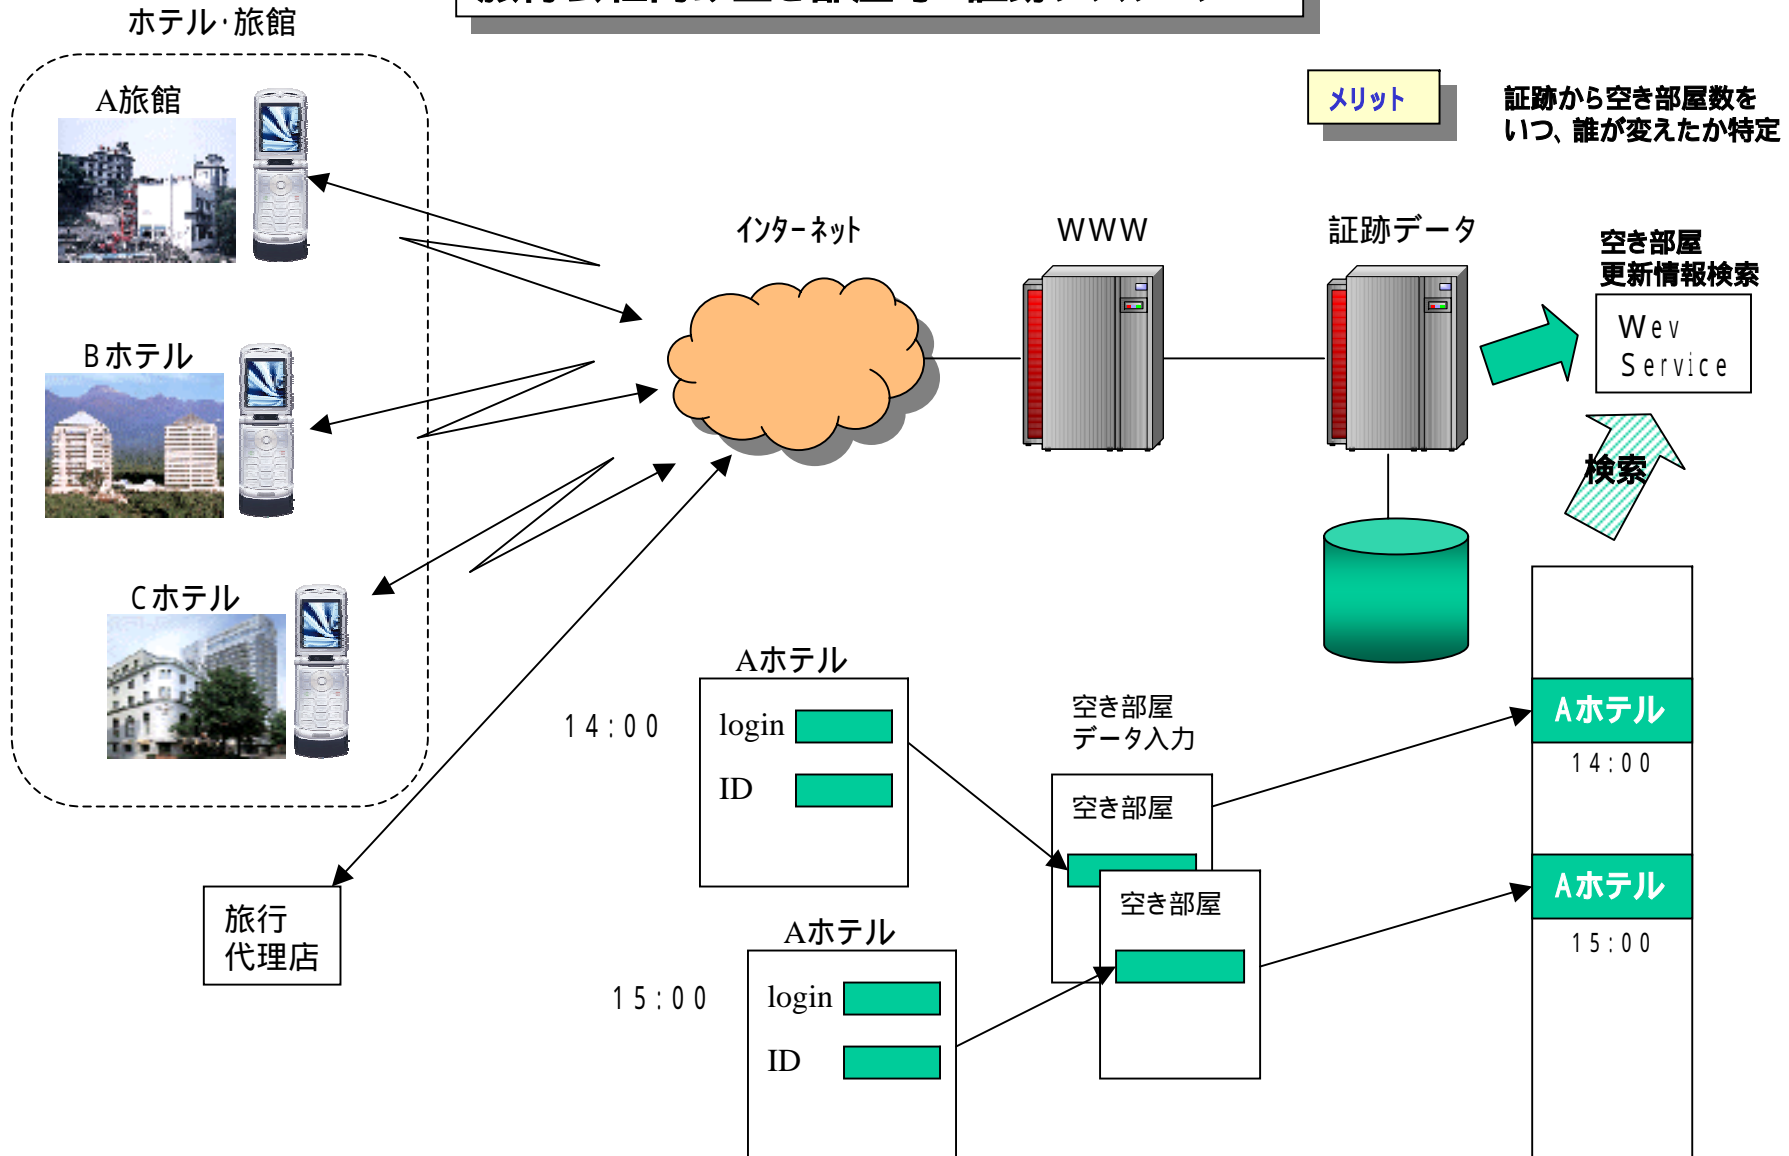 ホテル・旅館
A旅館
Bホテル
Cホテル
旅行
代理店
インターネット
WWW
証跡データ
メリット
証跡から空き部屋数を
いつ、誰が変えたか特定
空き部屋
更新情報検索
Wev
Service
検索
Aホテル
14:00
login
ID
空き部屋
データ入力
空き部屋
Aホテル
14:00
Aホテル
15:00
login
ID
空き部屋
Aホテル
15:00